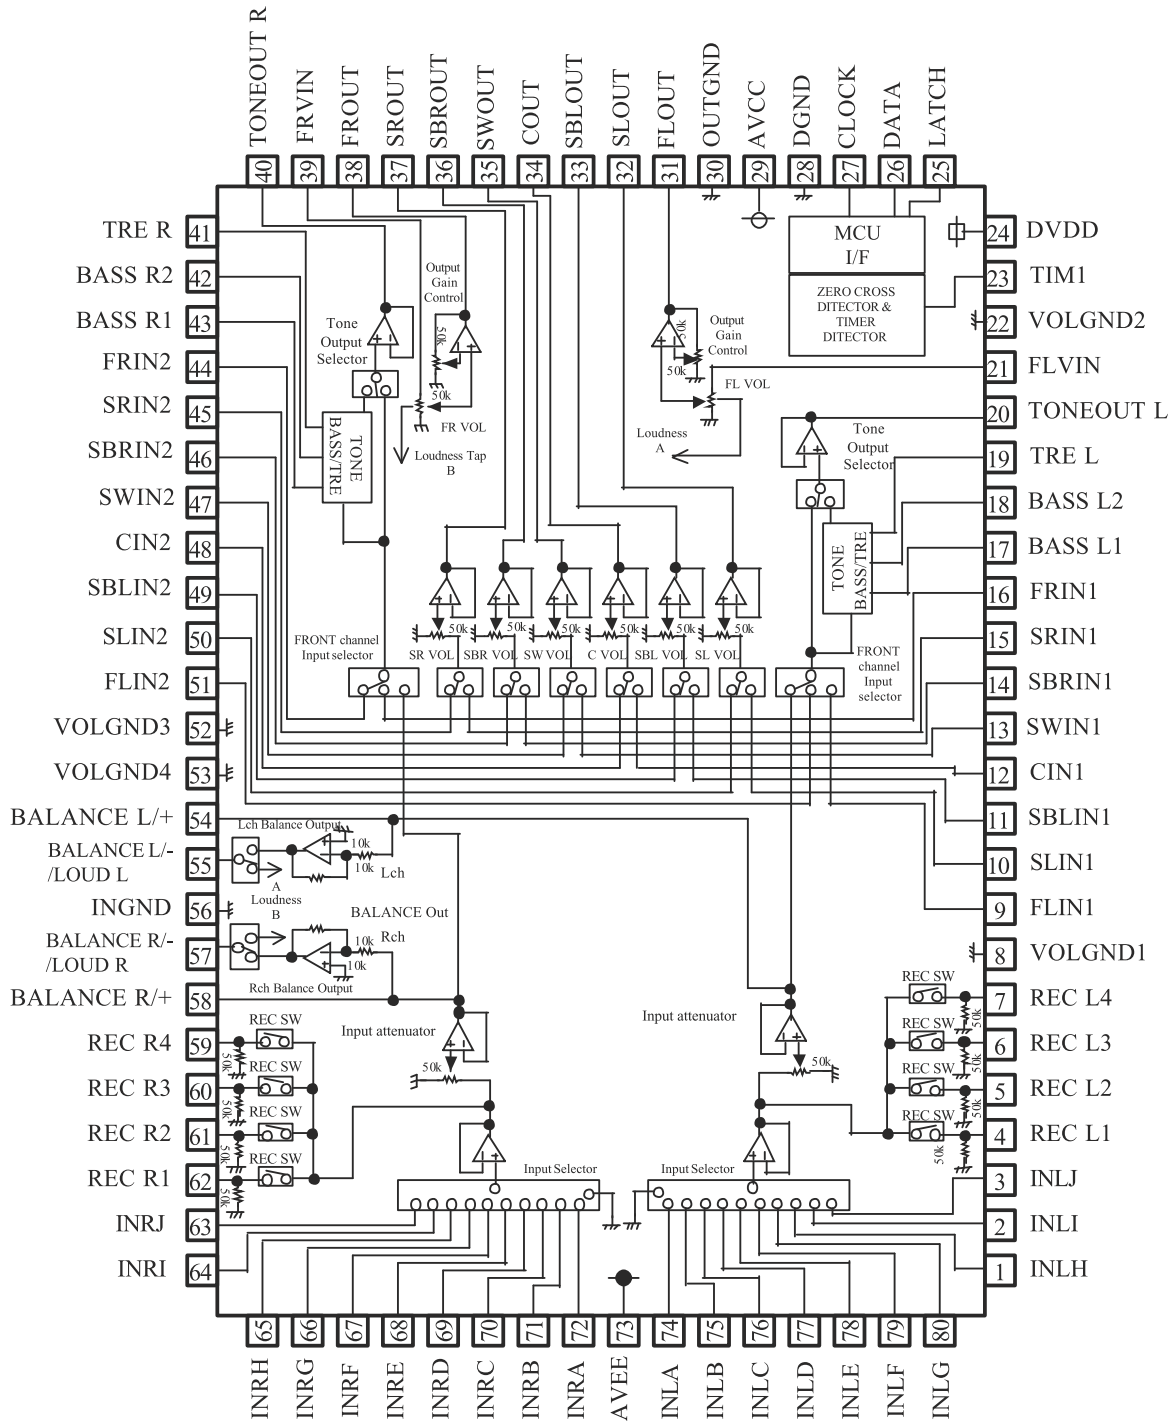 TONEOUT R
FRVIN
FROUT
SROUT
SBROUT
SWOUT
COUT
SBLOUT
SLOUT
FLOUT
OUTGND
AVCC
DGND
CLOCK
DATA
LATCH
40
39
38
37
36
35
34
33
32
31
30
29
28
27
26
25
TRE R
41
BASS R2
42
BASS R1
43
FRIN2
44
SRIN2
45
SBRIN2
46
SWIN2
47
CIN2
48
SBLIN2
49
SLIN2
50
FLIN2
51
VOLGND3
52
VOLGND4
53
BALANCE L/+
54
BALANCE L/-
/LOUD L
55
INGND
56
BALANCE R/-
/LOUD R
57
BALANCE R/+
58
REC R4
59
REC R3
60
REC R2
61
REC R1
62
INRJ
63
INRI
64
MCU
I/F
ZERO CROSS
DITECTOR &
TIMER
DITECTOR
Output
Gain
Control
50k
50k
FR VOL
Loudness Tap
B
Tone
Output
Selector
TONE
BASS/TRE
Output
Gain
Control
50k
50k
FL VOL
Loudness
A
Tone
Output
Selector
TONE
BASS/TRE
FRONT channel
Input selector
50k
50k
50k
50k
50k
50k
SR VOL
SBR VOL
SW VOL
C VOL
SBL VOL
SL VOL
FRONT
channel
Input
selector
Lch Balance Output
10k
10k
Lch
A
Loudness
B
BALANCE Out
Rch
10k
10k
Rch Balance Output
Input attenuator
50k
Input attenuator
50k
REC SW
50k
REC SW
50k
REC SW
50k
REC SW
50k
REC SW
50k
REC SW
50k
REC SW
50k
REC SW
50k
Input Selector
Input Selector
24
DVDD
23
TIM1
22
VOLGND2
21
FLVIN
20
TONEOUT L
19
TRE L
18
BASS L2
17
BASS L1
16
FRIN1
15
SRIN1
14
SBRIN1
13
SWIN1
12
CIN1
11
SBLIN1
10
SLIN1
9
FLIN1
8
VOLGND1
7
REC L4
6
REC L3
5
REC L2
4
REC L1
3
INLJ
2
INLI
1
INLH
65
66
67
68
69
70
71
72
73
74
75
76
77
78
79
80
INRH
INRG
INRF
INRE
INRD
INRC
INRB
INRA
AVEE
INLA
INLB
INLC
INLD
INLE
INLF
INLG